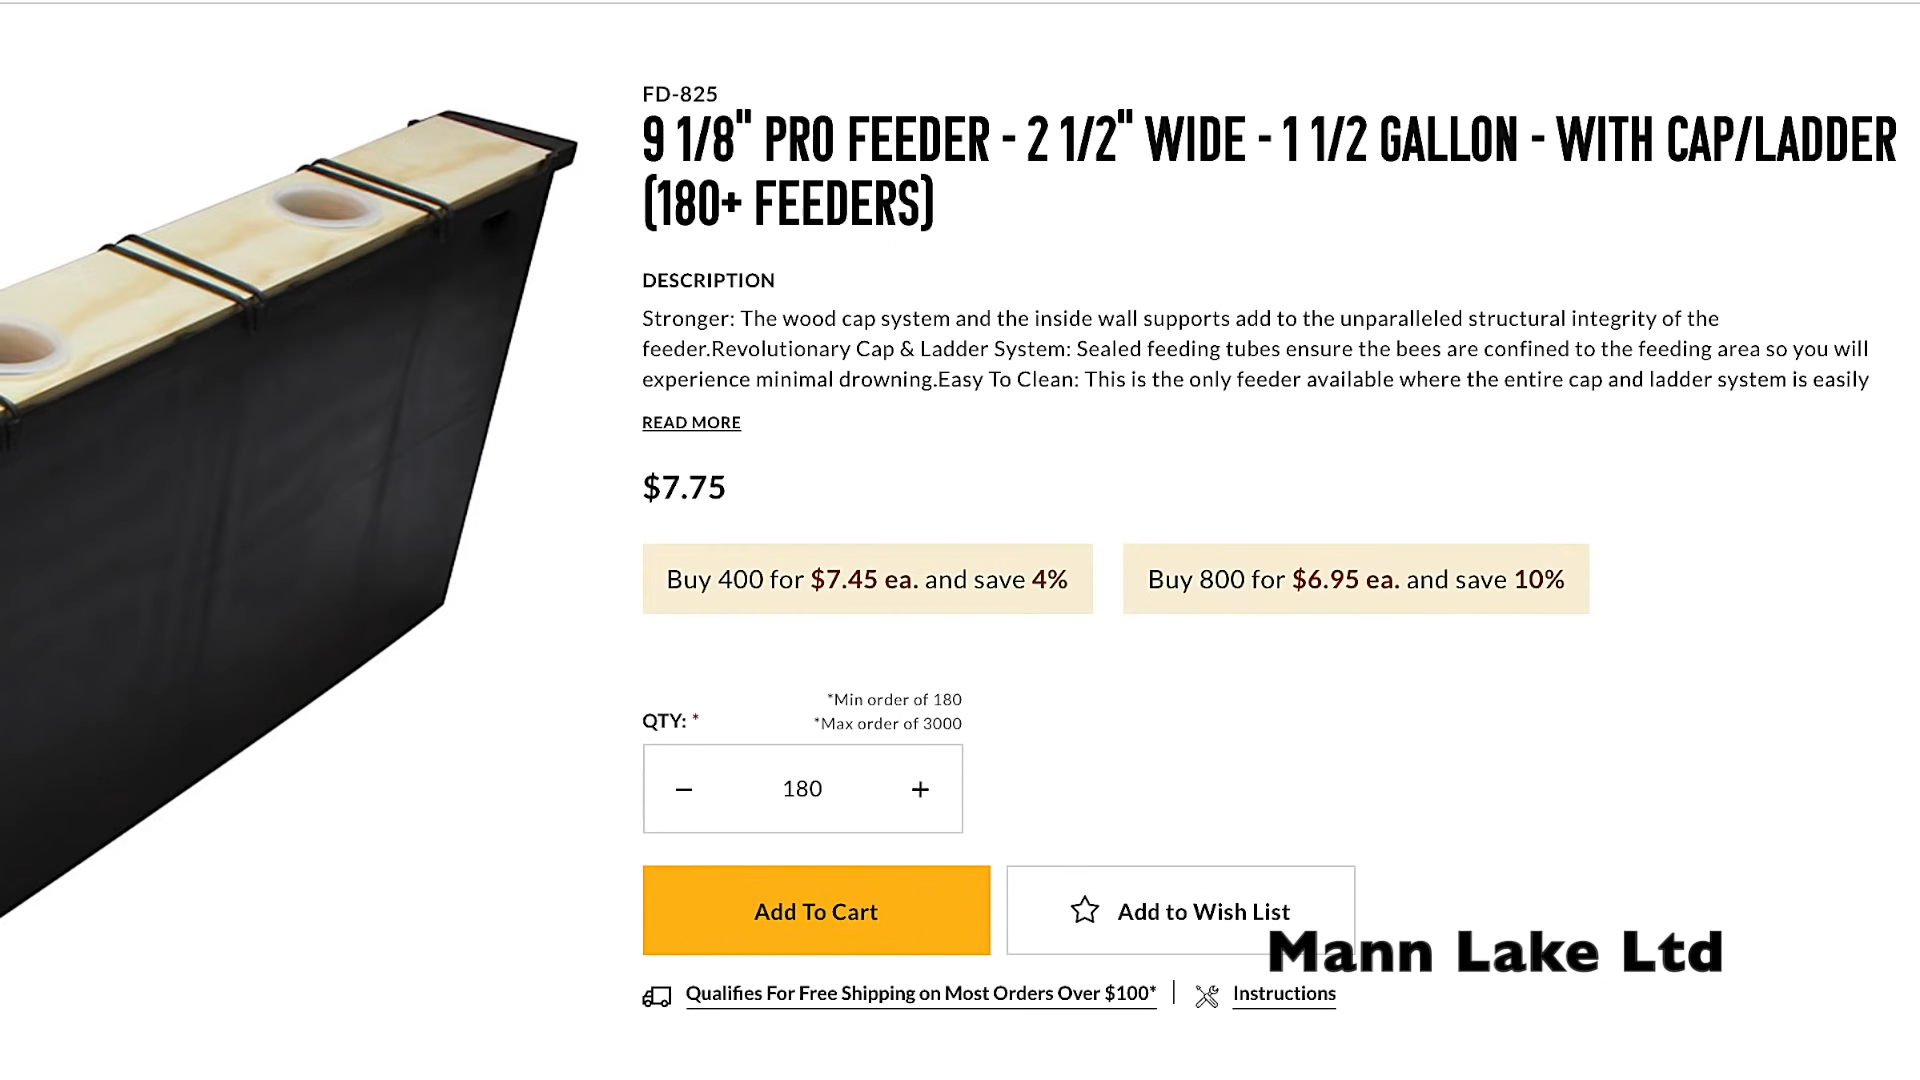 FD-825
9 1/8" PRO FEEDER - 2 1/2" WIDE - 1 1/2 GALLON - WITH CAP/LADDER
(180+ FEEDERS)
DESCRIPTION
Stronger: The wood cap system and the inside wall supports add to the unparalleled structural integrity of the
feeder.Revolutionary Cap & Ladder System: Sealed feeding tubes ensure the bees are confined to the feeding area so you will
experience minimal drowning.Easy To Clean: This is the only feeder available where the entire cap and ladder system is easily
READ MORE
$7.75
Buy 400 for $7.45 ea. and save 4%
Buy 800 for $6.95 ea. and save 10%
*Min order of 180
QTY: *
*Max order of 3000
− 180 +
Add To Cart
Add to Wish List
Mann Lake Ltd
Qualifies For Free Shipping on Most Orders Over $100* | Instructions